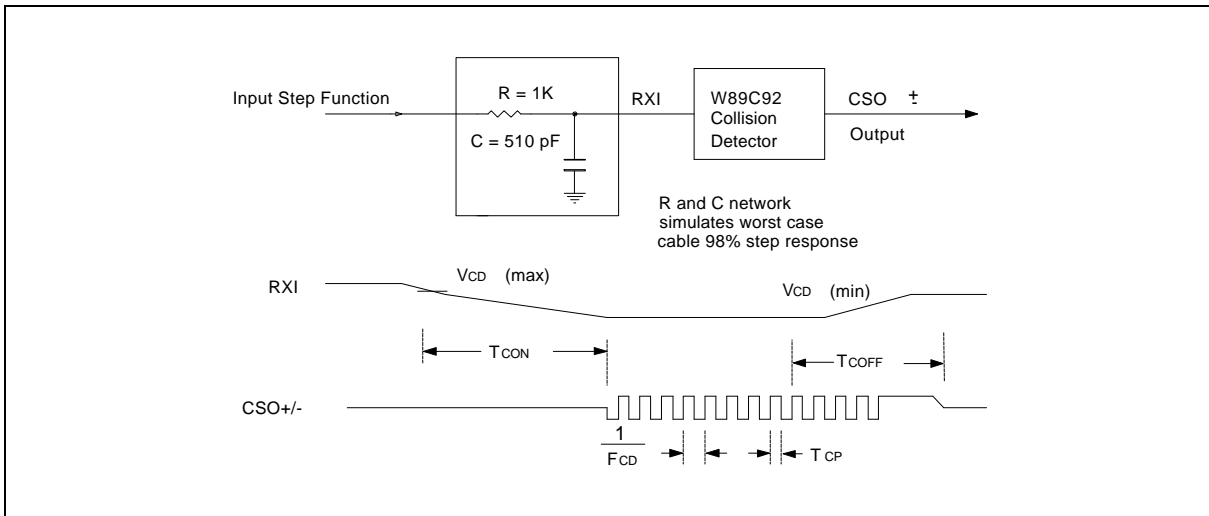 Input Step Function
R = 1K
C = 510 pF
RXI
W89C92
Collision
Detector
CSO ±
Output
R and C network
simulates worst case
cable 98% step response
RXI
VCD (max)
VCD (min)
TCON
TCOFF
CSO+/-
1
FCD
TCP